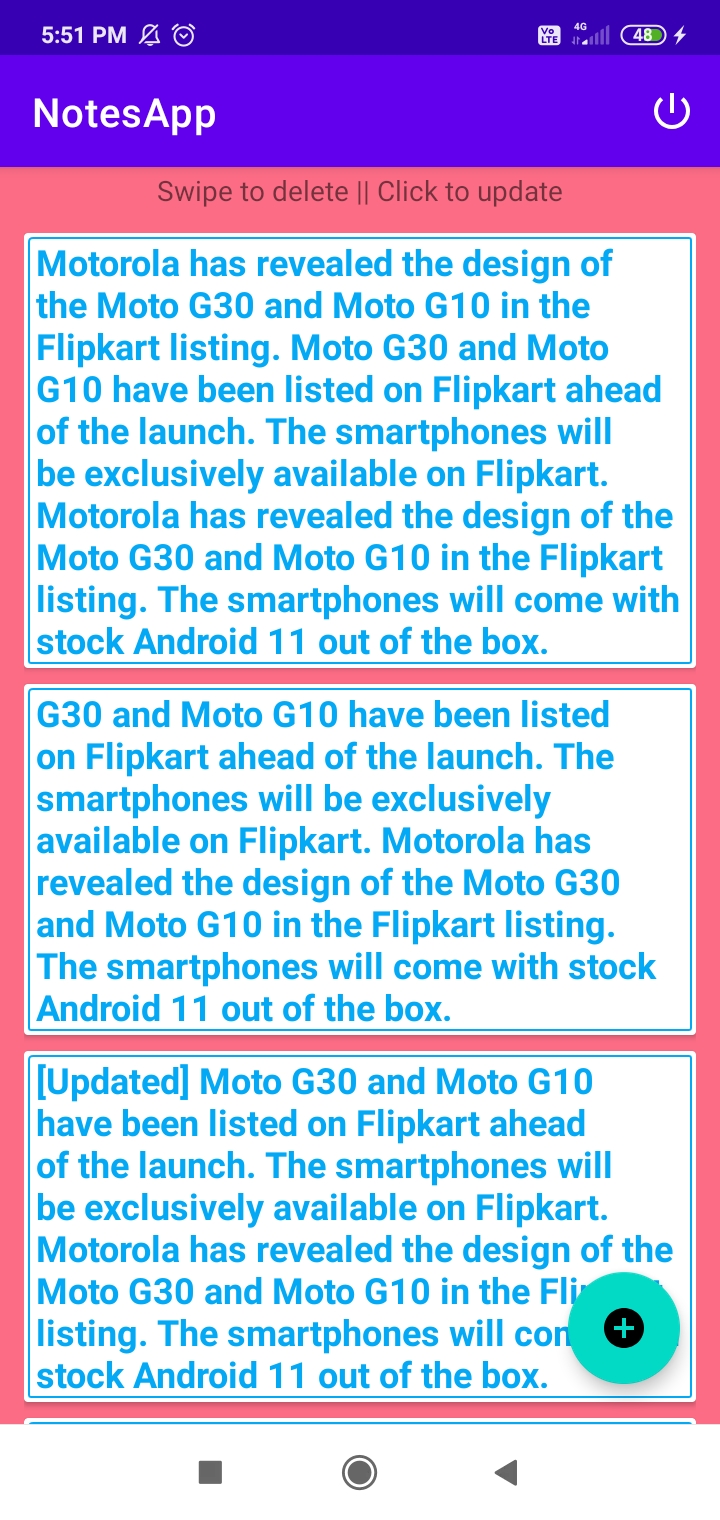 5:51 PM
Vo LTE
4G
48
NotesApp
Swipe to delete || Click to update
Motorola has revealed the design of
the Moto G30 and Moto G10 in the
Flipkart listing. Moto G30 and Moto
G10 have been listed on Flipkart ahead
of the launch. The smartphones will
be exclusively available on Flipkart.
Motorola has revealed the design of the
Moto G30 and Moto G10 in the Flipkart
listing. The smartphones will come with
stock Android 11 out of the box.
G30 and Moto G10 have been listed
on Flipkart ahead of the launch. The
smartphones will be exclusively
available on Flipkart. Motorola has
revealed the design of the Moto G30
and Moto G10 in the Flipkart listing.
The smartphones will come with stock
Android 11 out of the box.
[Updated] Moto G30 and Moto G10
have been listed on Flipkart ahead
of the launch. The smartphones will
be exclusively available on Flipkart.
Motorola has revealed the design of the
Moto G30 and Moto G10 in the
listing. The smartphones will
stock Android 11 out of the box.